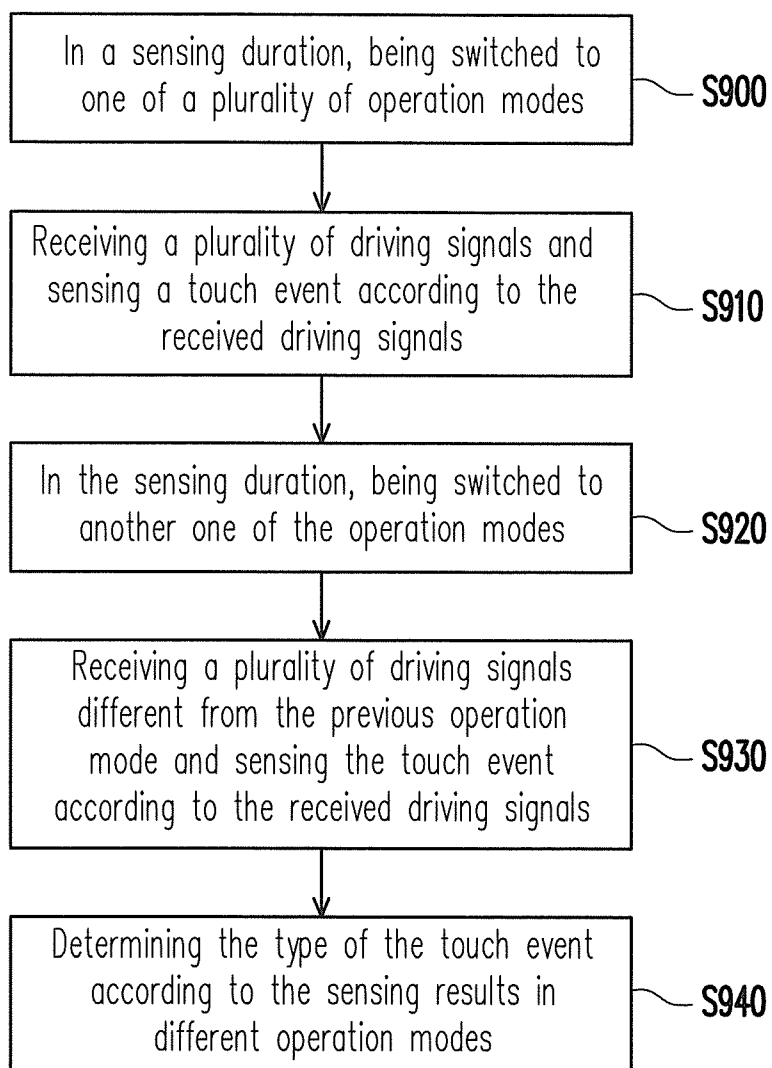 In a sensing duration, being switched to
one of a plurality of operation modes
S900
Receiving a plurality of driving signals and
sensing a touch event according to the
received driving signals
S910
In the sensing duration, being switched to
another one of the operation modes
S920
Receiving a plurality of driving signals
different from the previous operation
mode and sensing the touch event
according to the received driving signals
S930
Determining the type of the touch event
according to the sensing results in
different operation modes
S940